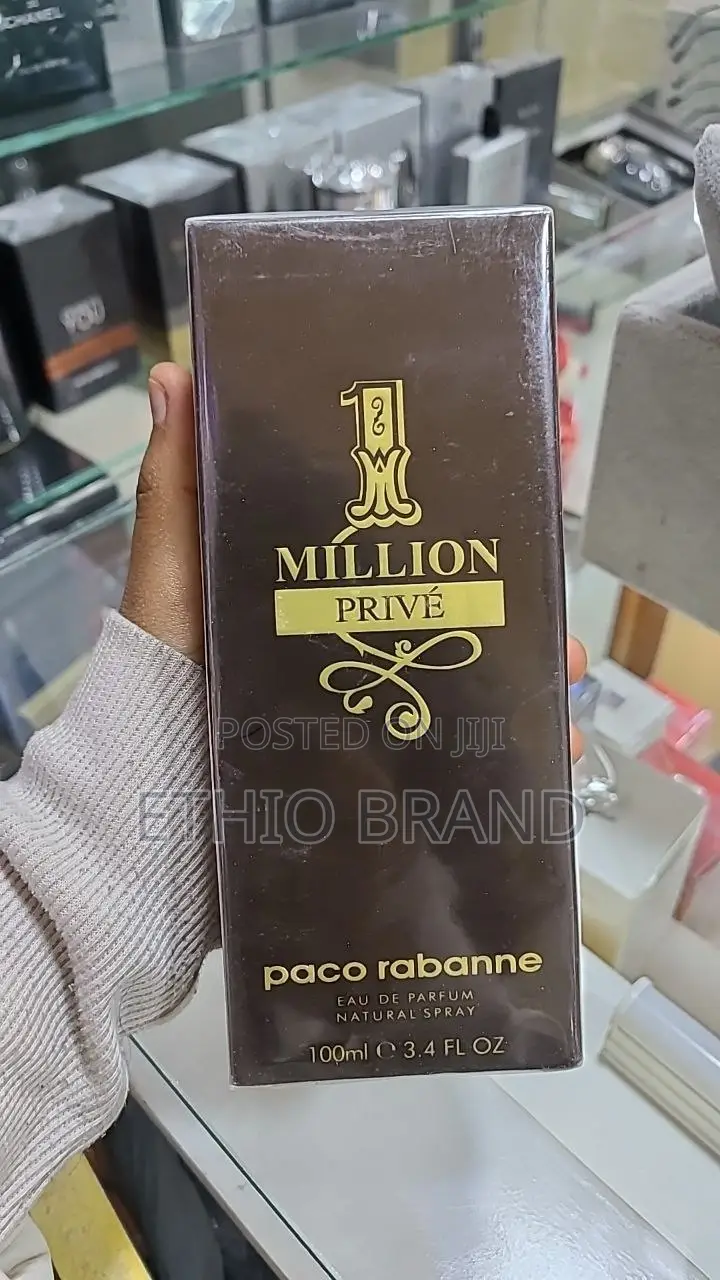 CHANEL
YOU
1
MILLION
PRIVÉ
POSTED ON JIJI
ETHIO BRAND
paco rabanne
EAU DE PARFUM
NATURAL SPRAY
100ml e 3.4 FL OZ